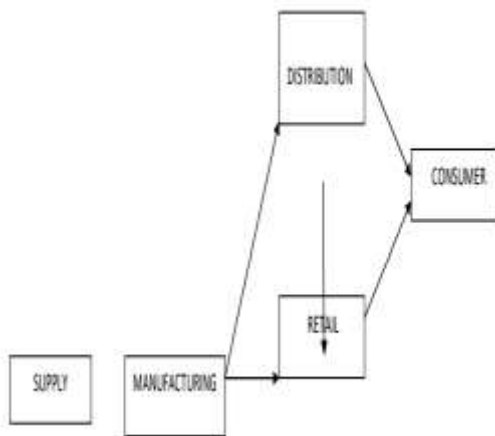 DISTRIBUTION
CONSUMER
RETAIL
SUPPLY
MANUFACTURING